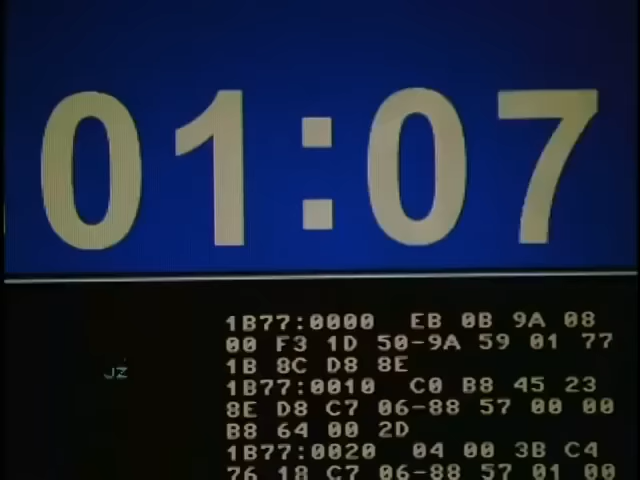 01:07
1B77:0000 EB 0B 9A 08
00 F3 1D 50-9A 59 01 77
JZ
1B 8C D8 8E
1B77:0010 C0 B8 45 23
8E D8 C7 06-88 57 00 00
B8 64 00 2D
1B77:0020 04 00 3B C4
76 18 C7 06-88 57 01 00